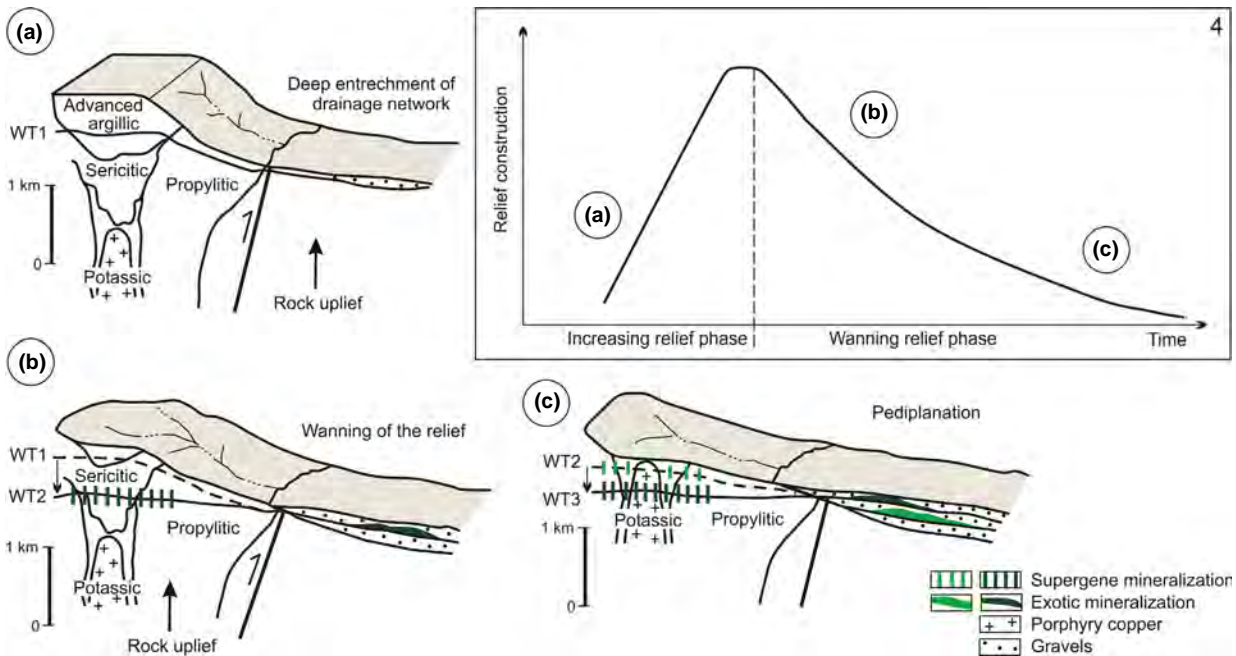 (a)
Deep entrechment of
drainage network
Advanced
argillic
WT1
Sericitic
1 km
Propylitic
0
Potassic
Rock uplief
4
Relief construction
(a)
(b)
(c)
Increasing relief phase
Wanning relief phase
Time
(b)
Wanning of the relief
WT1
Sericitic
WT2
Propylitic
1 km
Potassic
0
Rock uplief
(c)
Pediplanation
WT2
WT3
Potassic
Propylitic
1 km
0
Supergene mineralization
Exotic mineralization
Porphyry copper
Gravels